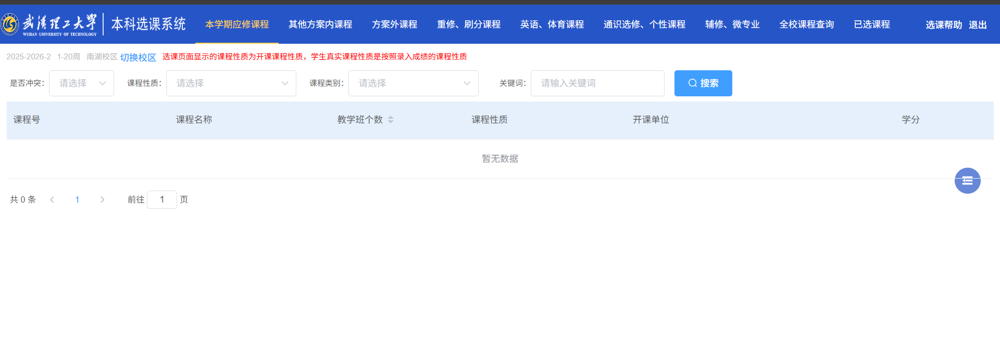 武汉理工大学 本科选课系统 本学期应修课程 其他方案内课程 方案外课程 重修、刷分课程 英语、体育课程 通识选修、个性课程 辅修、微专业 全校课程查询 已选课程 选课帮助 退出
WUHAN UNIVERSITY OF TECHNOLOGY
2025-2026-2 1-20周 南湖校区 切换校区 选课页面显示的课程性质为开课课程性质，学生真实课程性质是按照录入成绩的课程性质
是否冲突： 请选择 课程性质： 请选择 课程类别： 请选择 关键词： 请输入关键词 搜索
课程号 课程名称 教学班个数 课程性质 开课单位 学分
暂无数据
共 0 条 1 前往 1 页